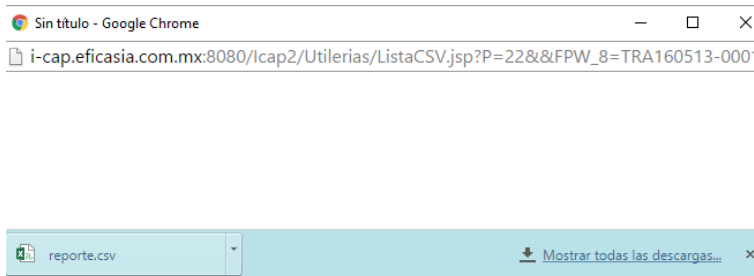 Sin título - Google Chrome
i-cap.eficasia.com.mx:8080/Icap2/Utilerias/ListaCSV.jsp?P=22&&FPW_8=TRA160513-0001
reporte.csv Mostrar todas las descargas...